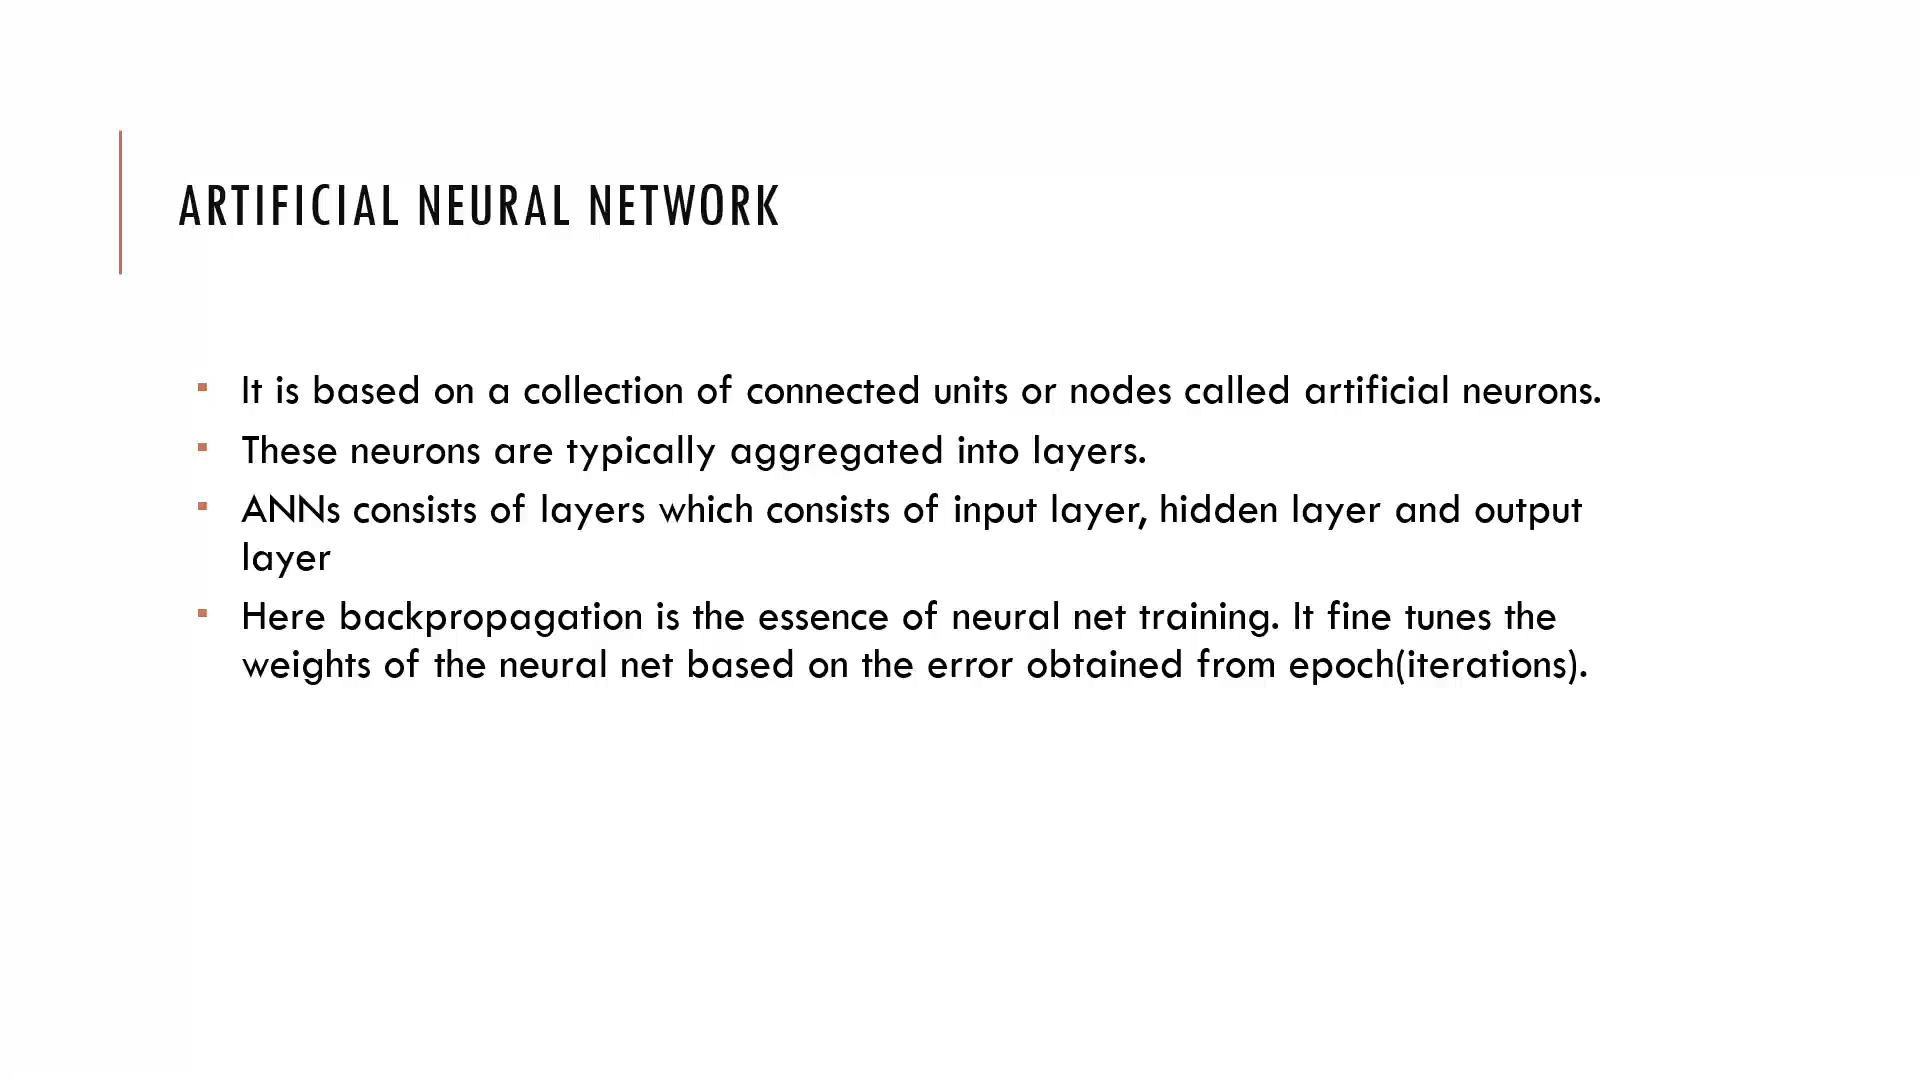 ARTIFICIAL NEURAL NETWORK
It is based on a collection of connected units or nodes called artificial neurons.
These neurons are typically aggregated into layers.
ANNs consists of layers which consists of input layer, hidden layer and output
layer
Here backpropagation is the essence of neural net training. It fine tunes the
weights of the neural net based on the error obtained from epoch(iterations).